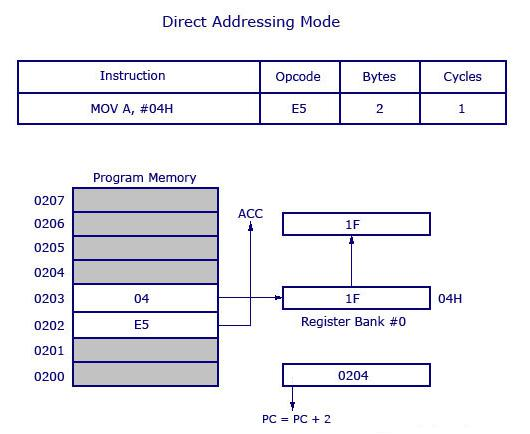 Direct Addressing Mode
Instruction Opcode Bytes Cycles
MOV A, #04H E5 2 1
Program Memory
0207
0206 ACC 1F
0205
0204
0203 04 1F 04H
0202 E5 Register Bank #0
0201
0200 0204
PC = PC + 2